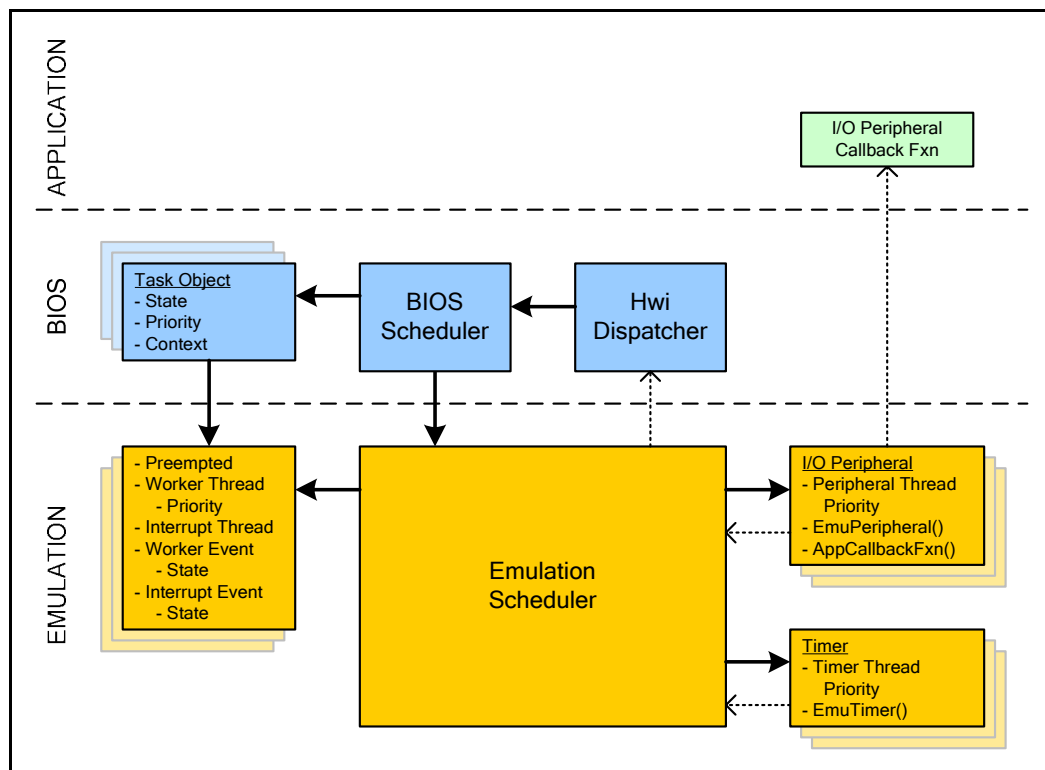 APPLICATION
I/O Peripheral
Callback Fxn
BIOS
Task Object
- State
- Priority
- Context
BIOS
Scheduler
Hwi
Dispatcher
EMULATION
- Preempted
- Worker Thread
- Priority
- Interrupt Thread
- Worker Event
- State
- Interrupt Event
- State
Emulation
Scheduler
I/O Peripheral
- Peripheral Thread
Priority
- EmuPeripheral()
- AppCallbackFxn()
Timer
- Timer Thread
Priority
- EmuTimer()